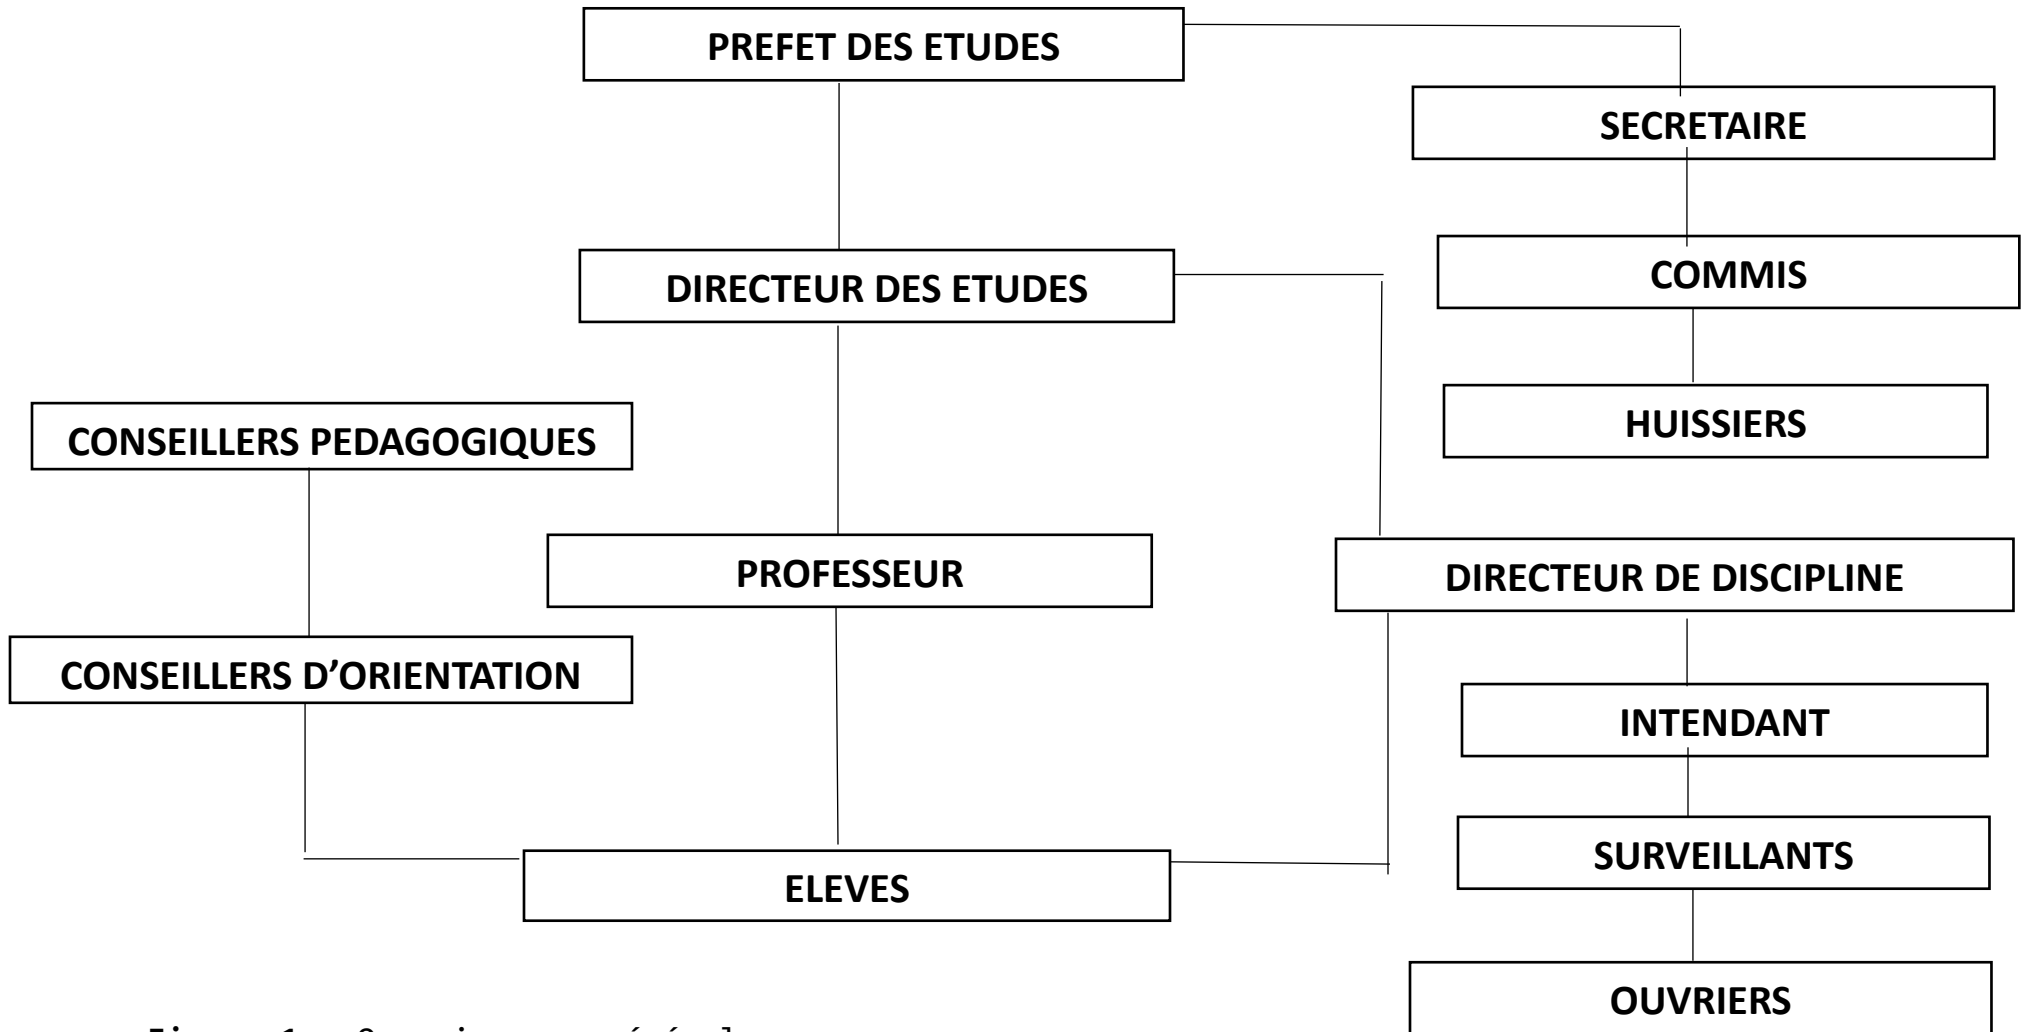 PREFET DES ETUDES
SECRETAIRE
COMMIS
DIRECTEUR DES ETUDES
HUISSIERS
CONSEILLERS PEDAGOGIQUES
PROFESSEUR
DIRECTEUR DE DISCIPLINE
CONSEILLERS D’ORIENTATION
INTENDANT
SURVEILLANTS
ELEVES
OUVRIERS